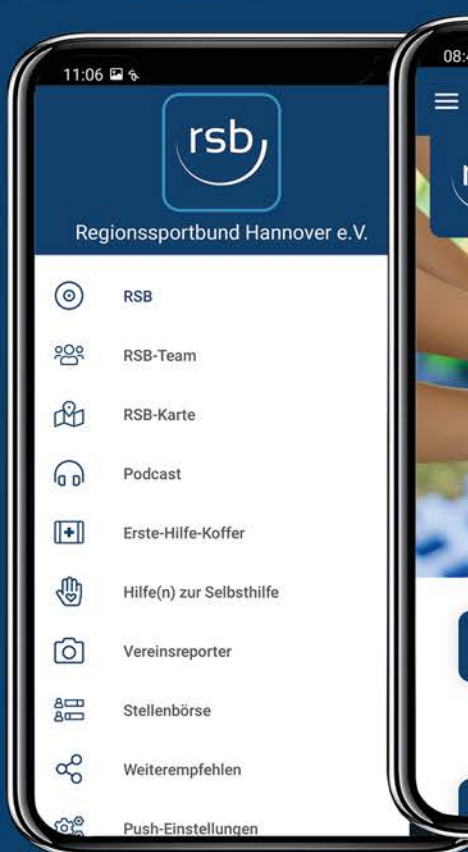 11:06
rsb
Regionssportbund Hannover e.V.
RSB
RSB-Team
RSB-Karte
Podcast
Erste-Hilfe-Koffer
Hilfe(n) zur Selbsthilfe
Vereinsreporter
Stellenbörse
Weiterempfehlen
Push-Einstellungen